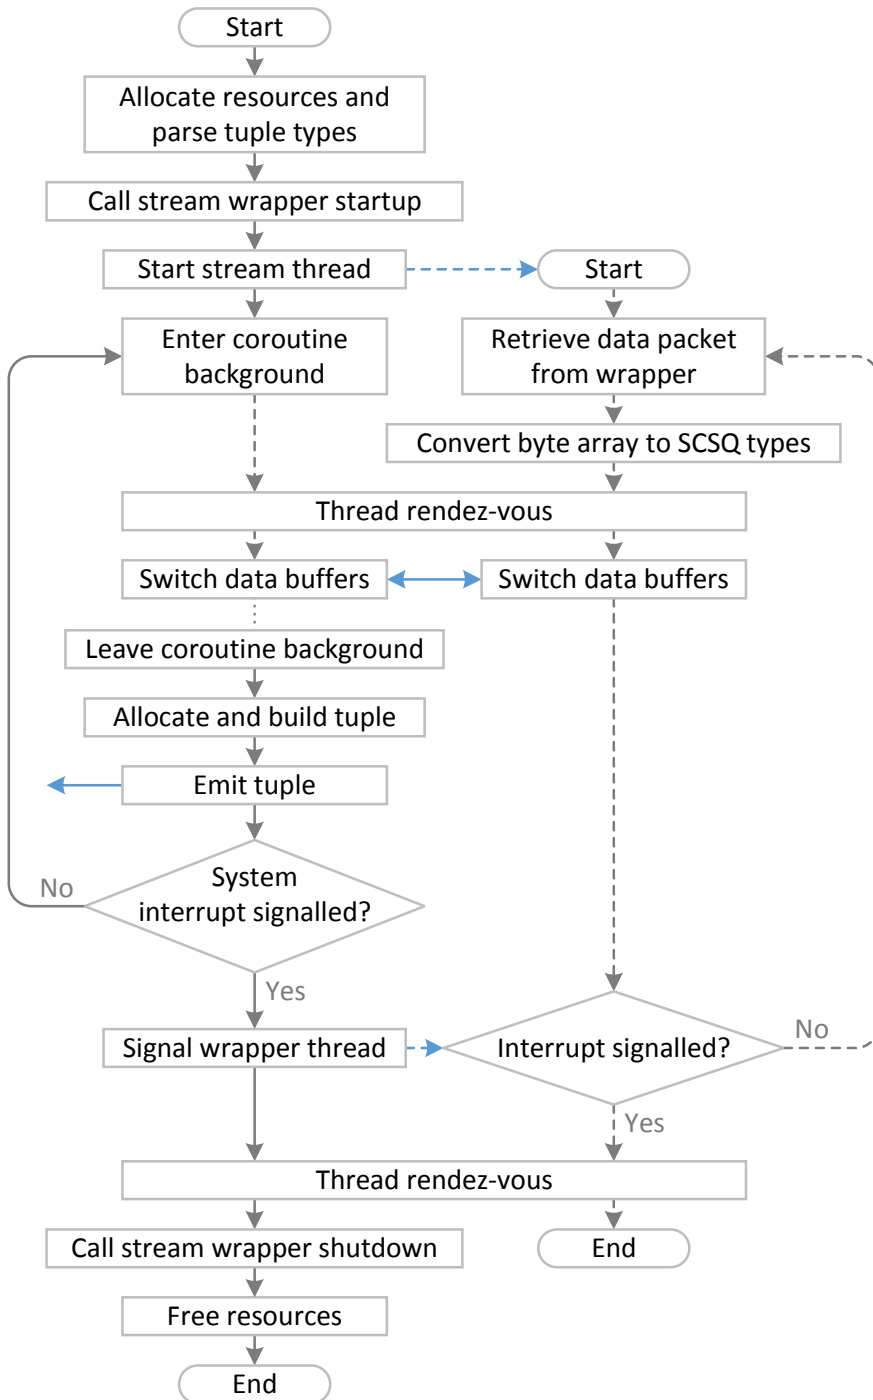 Start
Allocate resources and
parse tuple types
Call stream wrapper startup
Start stream thread
Start
Enter coroutine
background
Retrieve data packet
from wrapper
Convert byte array to SCSQ types
Thread rendez-vous
Switch data buffers
Switch data buffers
Leave coroutine background
Allocate and build tuple
Emit tuple
System
interrupt signalled?
No
Yes
Signal wrapper thread
Interrupt signalled?
No
Yes
Thread rendez-vous
Call stream wrapper shutdown
End
Free resources
End